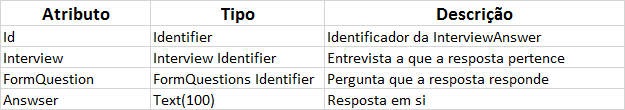 Atributo Tipo Descrição
Id Identifier Identificador da InterviewAnswer
Interview Interview Identifier Entrevista a que a resposta pertence
FormQuestion FormQuestions Identifier Pergunta que a resposta responde
Answser Text(100) Resposta em si